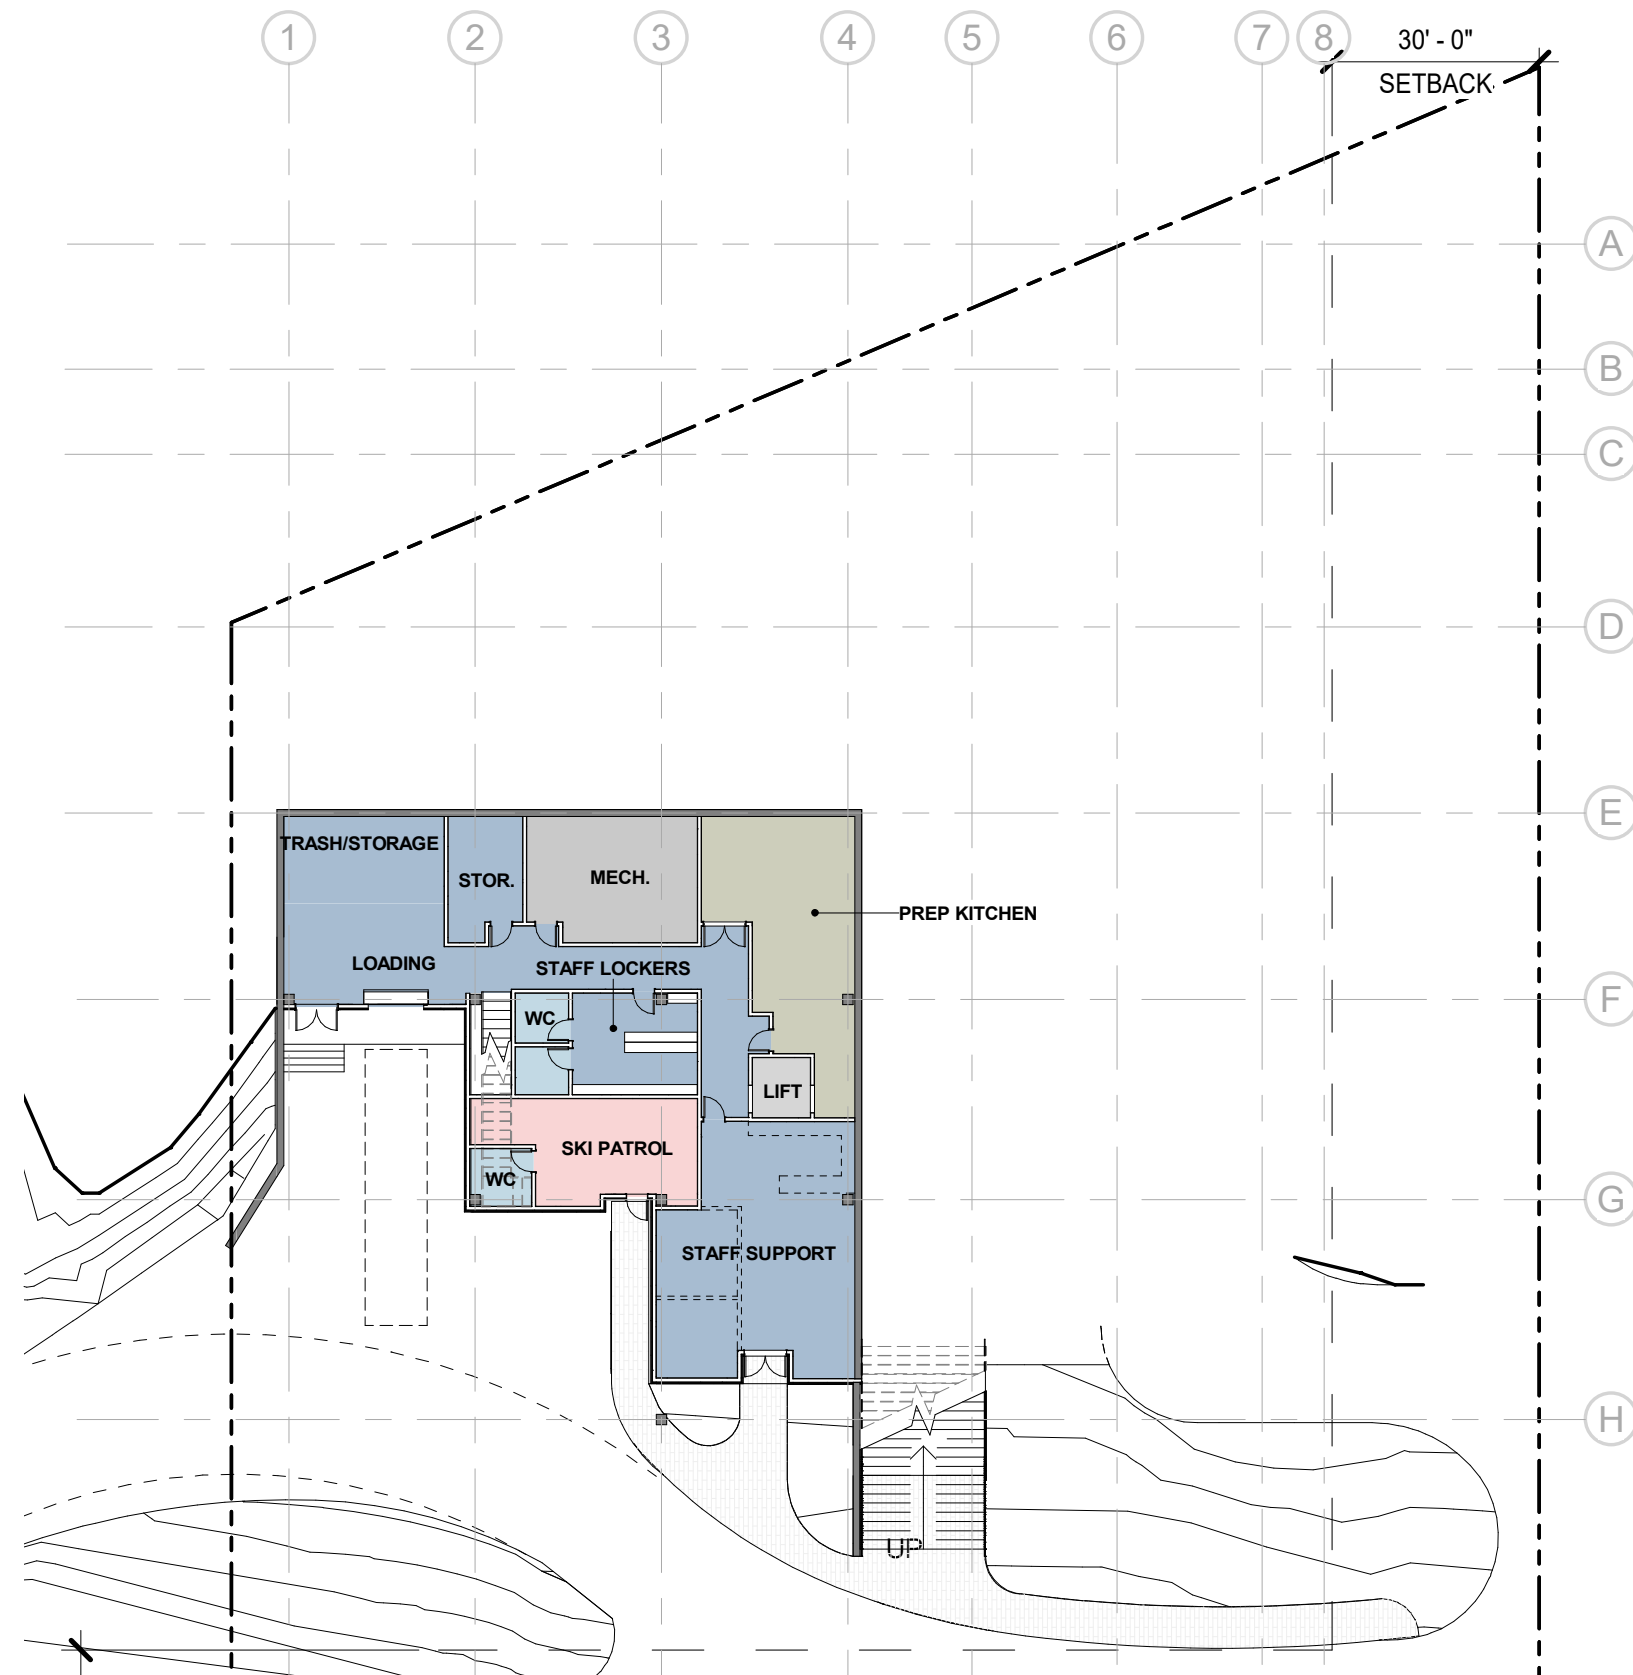 1 2 3 4 5 6 7 8
30' - 0"
SETBACK
A
B
C
D
E
TRASH/STORAGE
STOR.
MECH.
PREP KITCHEN
LOADING
STAFF LOCKERS
F
WC
LIFT
SKI PATROL
WC
G
STAFF SUPPORT
H
UP